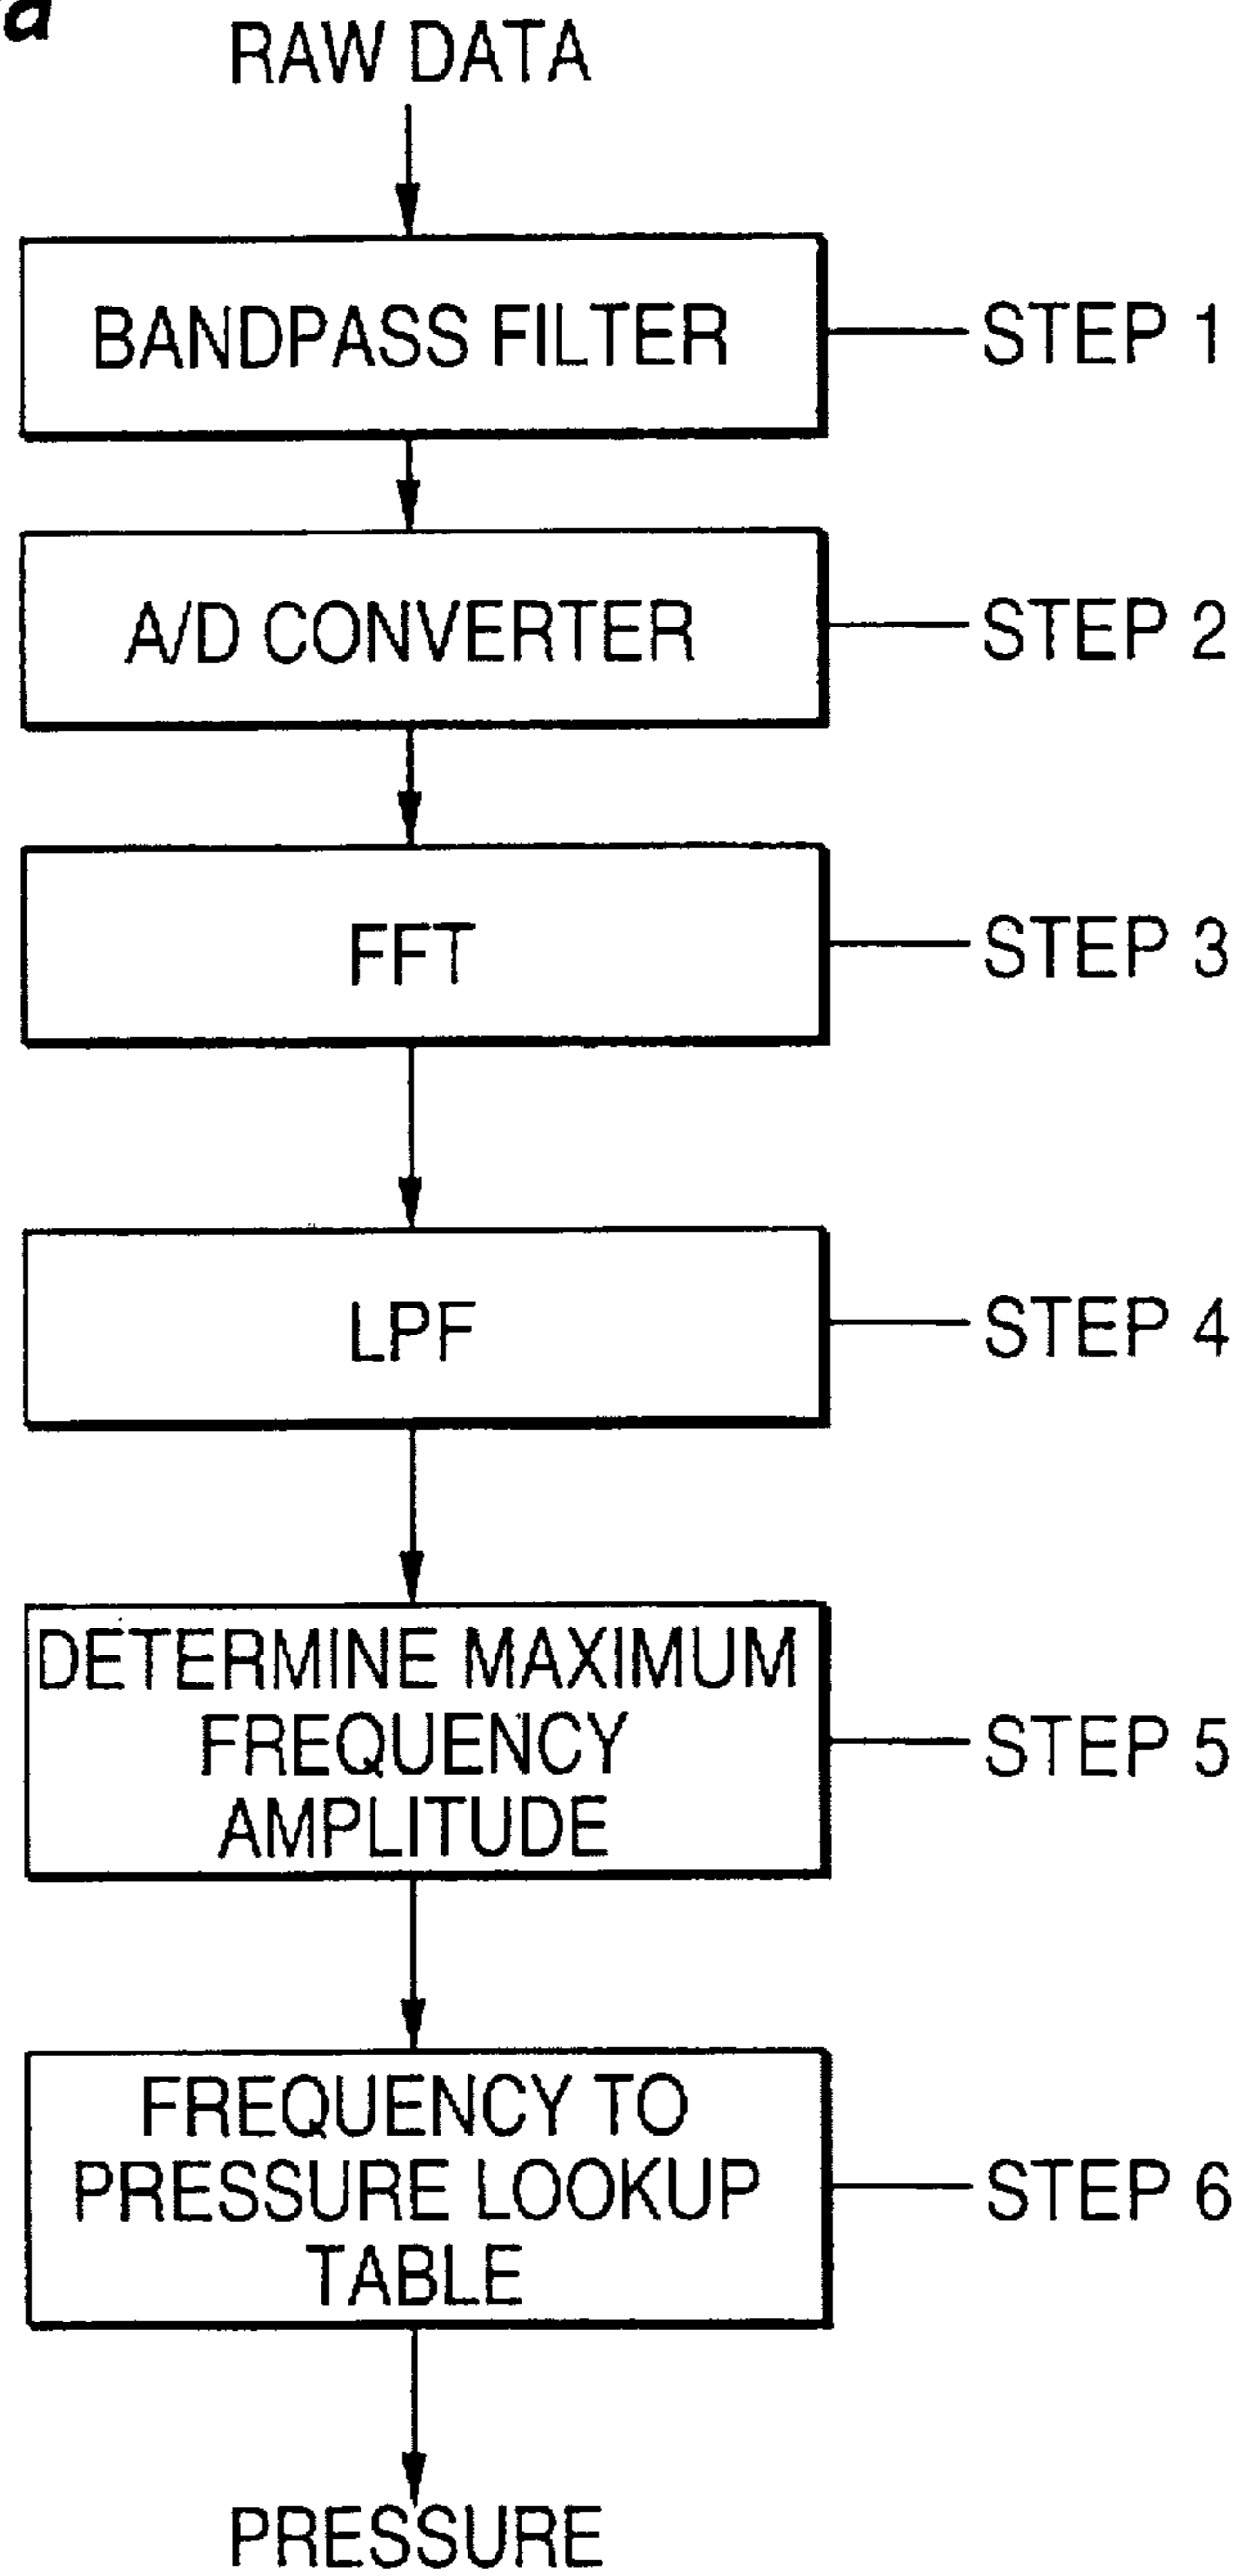 a
RAW DATA
BANDPASS FILTER
STEP 1
A/D CONVERTER
STEP 2
FFT
STEP 3
LPF
STEP 4
DETERMINE MAXIMUM
FREQUENCY
AMPLITUDE
STEP 5
FREQUENCY TO
PRESSURE LOOKUP
TABLE
STEP 6
PRESSURE